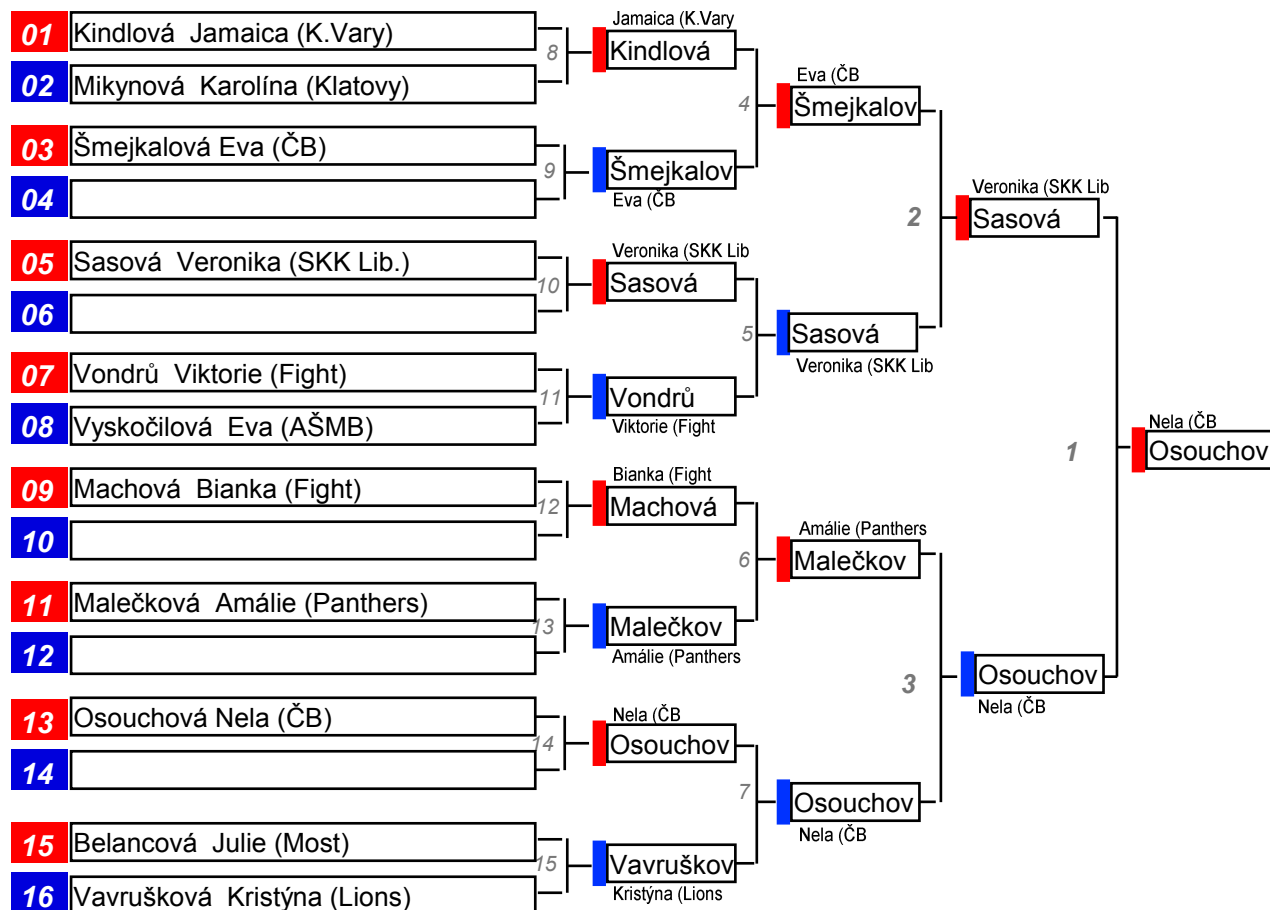 01 Kindlová  Jamaica (K.Vary)
02 Mikynová  Karolína (Klatovy)
03 Šmejkalová Eva (ČB)
04
05 Sasová  Veronika (SKK Lib.)
06
07 Vondrů  Viktorie (Fight)
08 Vyskočilová  Eva (AŠMB)
09 Machová  Bianka (Fight)
10
11 Malečková  Amálie (Panthers)
12
13 Osouchová Nela (ČB)
14
15 Belancová  Julie (Most)
16 Vavrušková  Kristýna (Lions)
8
9
10
11
12
13
14
15
Jamaica (K.Vary
Kindlová
Šmejkalov
Eva (ČB
Veronika (SKK Lib
Sasová
Vondrů
Viktorie (Fight
Bianka (Fight
Machová
Malečkov
Amálie (Panthers
Nela (ČB
Osouchov
Vavruškov
Kristýna (Lions
4
5
6
7
Eva (ČB
Šmejkalov
Sasová
Veronika (SKK Lib
Amálie (Panthers
Malečkov
Osouchov
Nela (ČB
2
3
Veronika (SKK Lib
Sasová
Osouchov
Nela (ČB
1
Nela (ČB
Osouchov